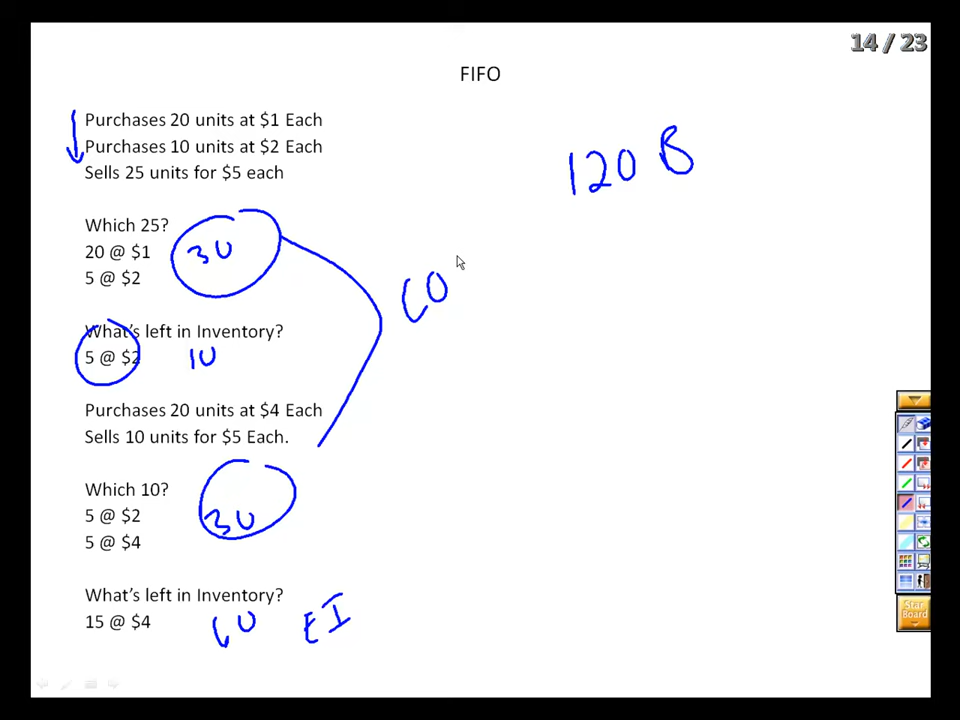 14 / 23
FIFO
Purchases 20 units at $1 Each
Purchases 10 units at $2 Each
Sells 25 units for $5 each
120 B
Which 25?
20 @ $1
30
5 @ $2
CO
What's left in Inventory?
5 @ $2
10
Purchases 20 units at $4 Each
Sells 10 units for $5 Each.
Which 10?
5 @ $2
30
5 @ $4
What's left in Inventory?
15 @ $4
60 EI
Star
Board